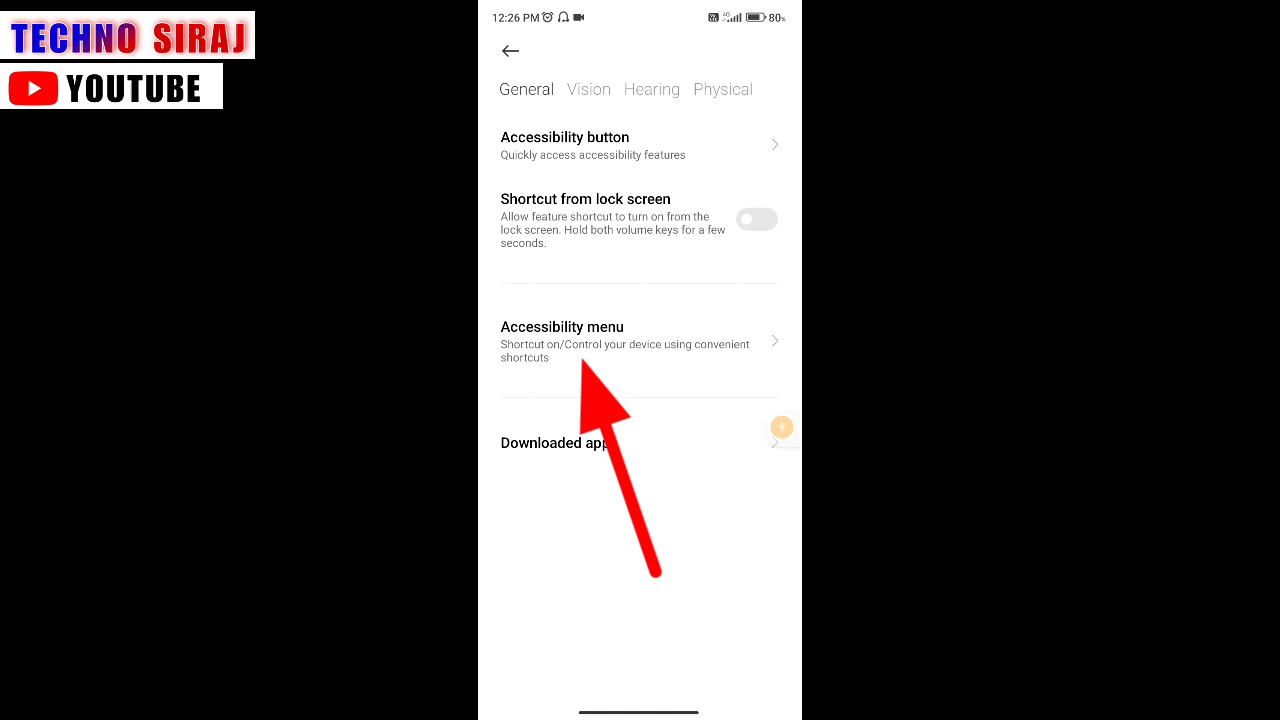 TECHNO SIRAJ
YOUTUBE
12:26 PM
4G
80%
General Vision Hearing Physical
Accessibility button
Quickly access accessibility features
Shortcut from lock screen
Allow feature shortcut to turn on from the
lock screen. Hold both volume keys for a few
seconds.
Accessibility menu
Shortcut on/Control your device using convenient
shortcuts
Downloaded app